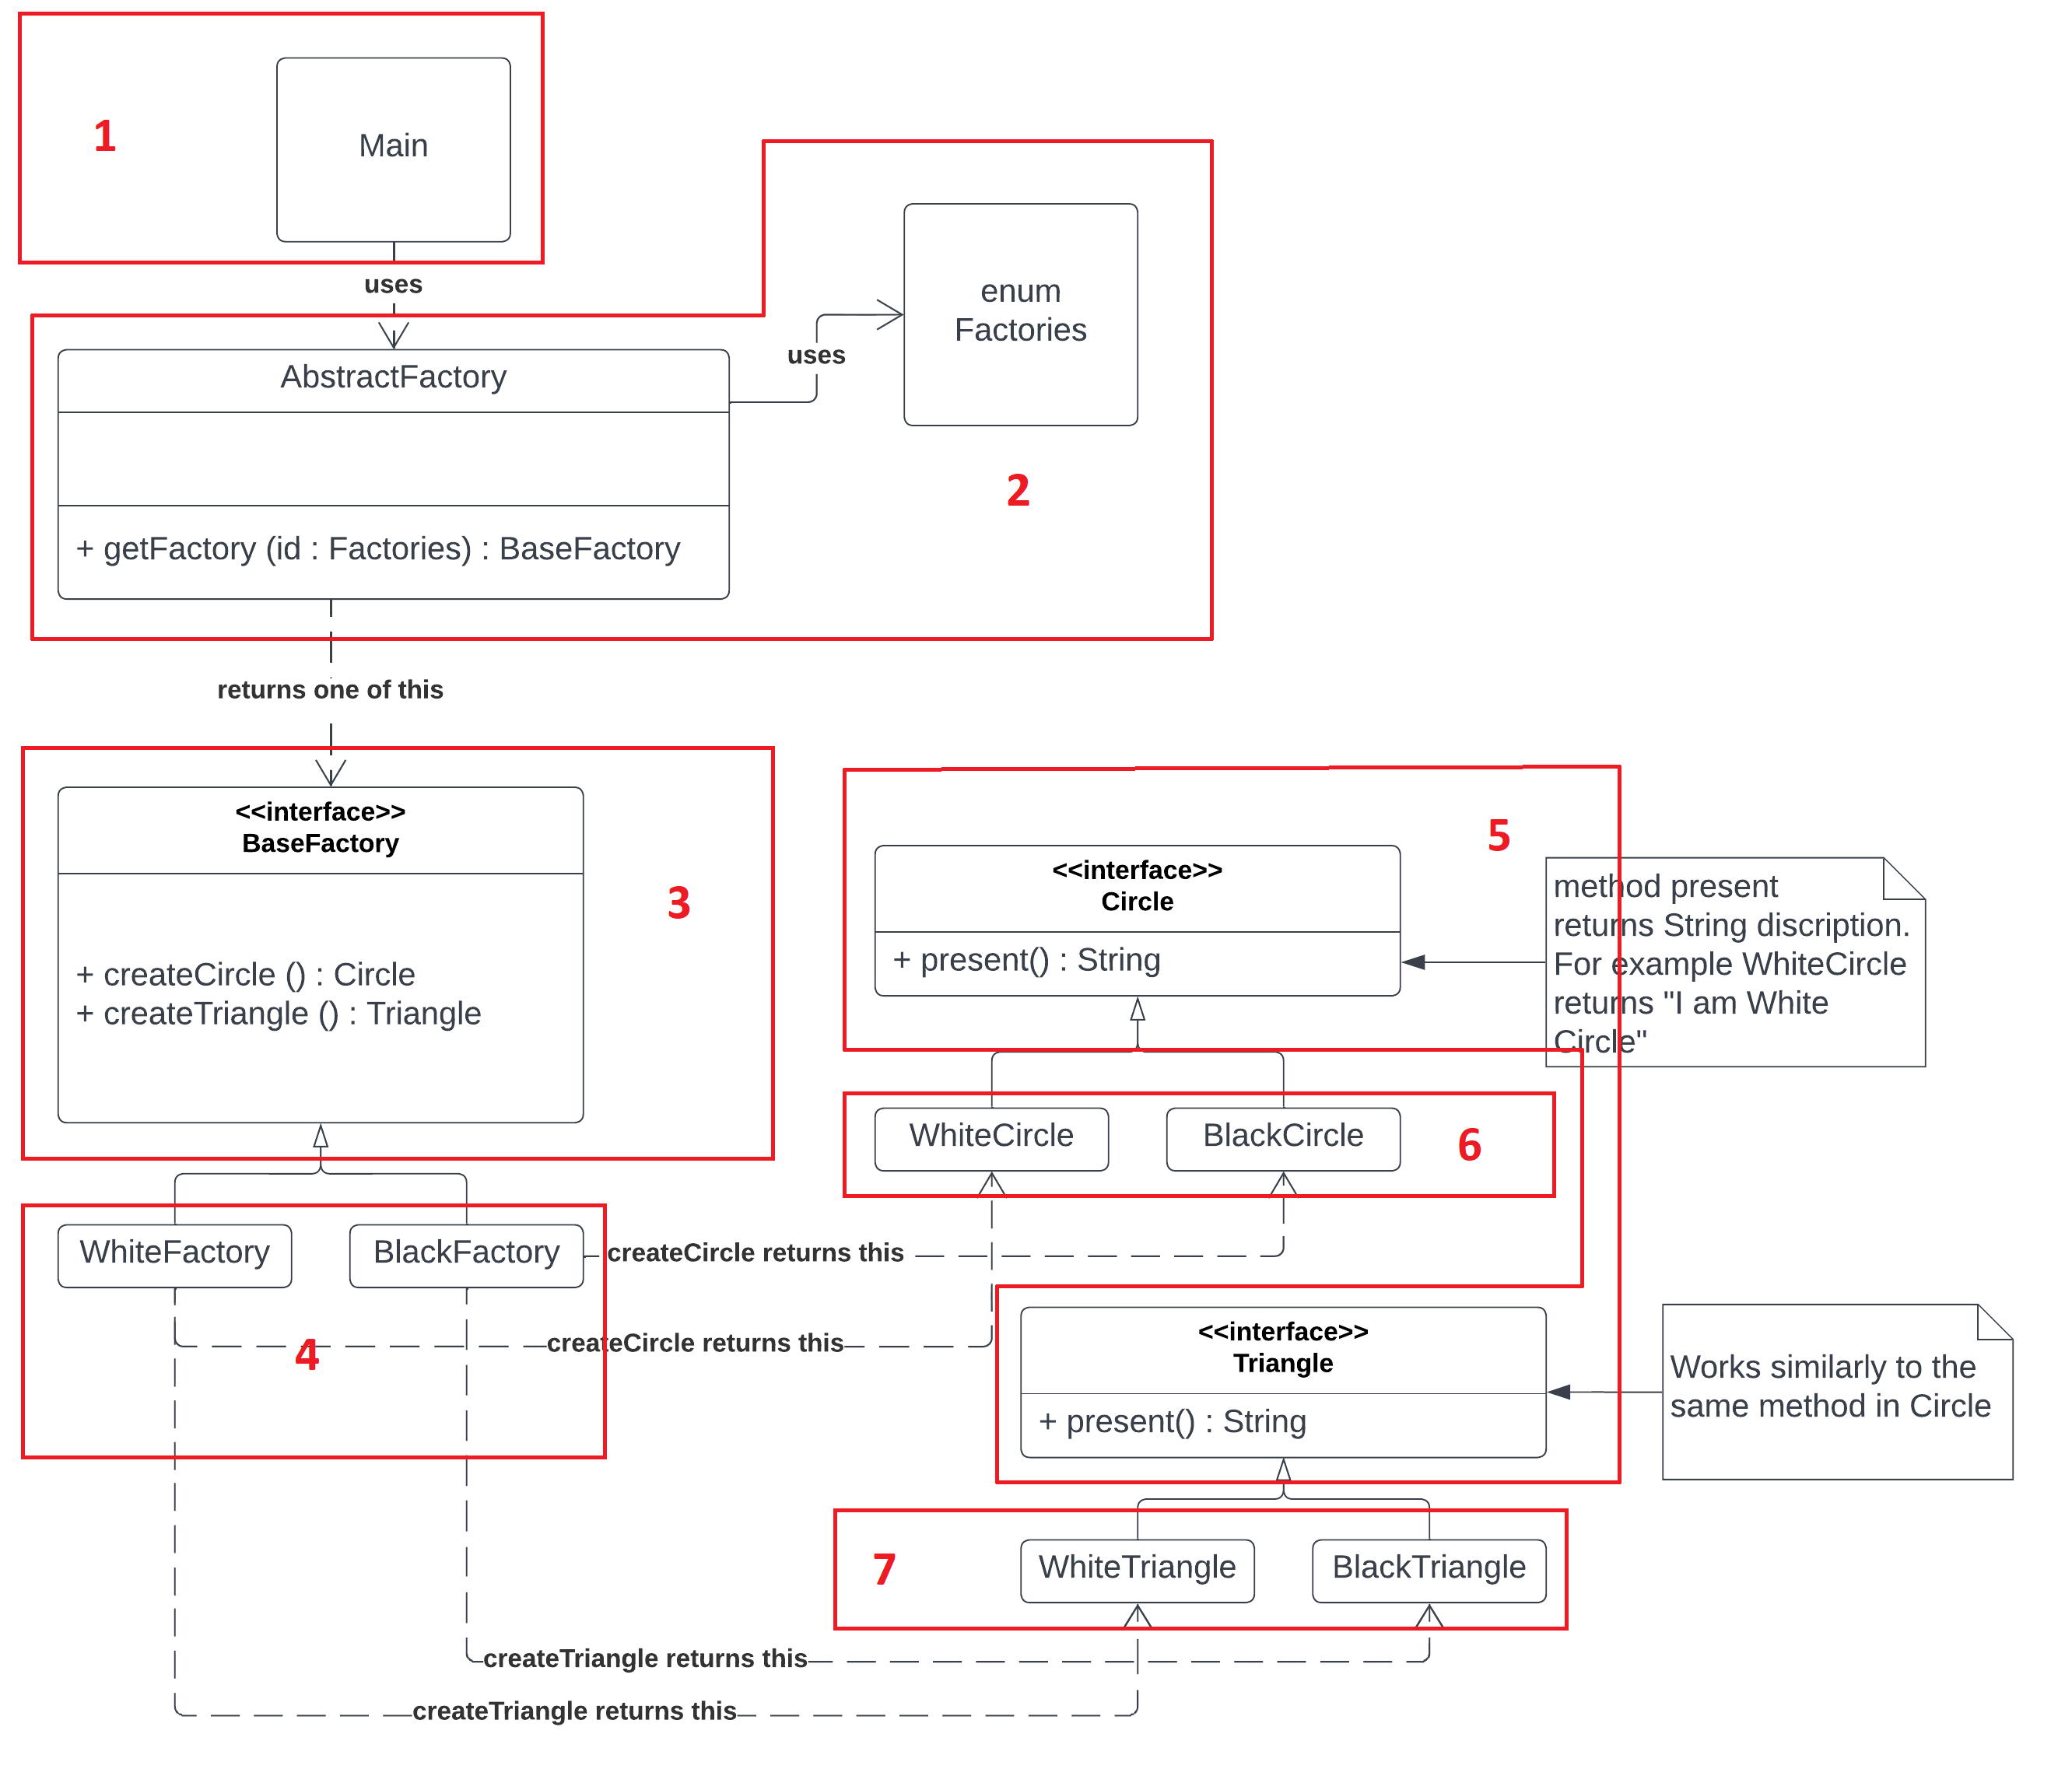 1
Main
uses
enum
Factories
uses
AbstractFactory
2
+ getFactory (id : Factories) : BaseFactory
returns one of this
<<interface>>
BaseFactory
3
+ createCircle () : Circle
+ createTriangle () : Triangle
5
<<interface>>
Circle
+ present() : String
method present
returns String discription.
For example WhiteCircle
returns "I am White
Circle"
WhiteCircle
BlackCircle
6
WhiteFactory
BlackFactory
createCircle returns this
createCircle returns this
4
<<interface>>
Triangle
+ present() : String
Works similarly to the
same method in Circle
7
WhiteTriangle
BlackTriangle
createTriangle returns this
createTriangle returns this